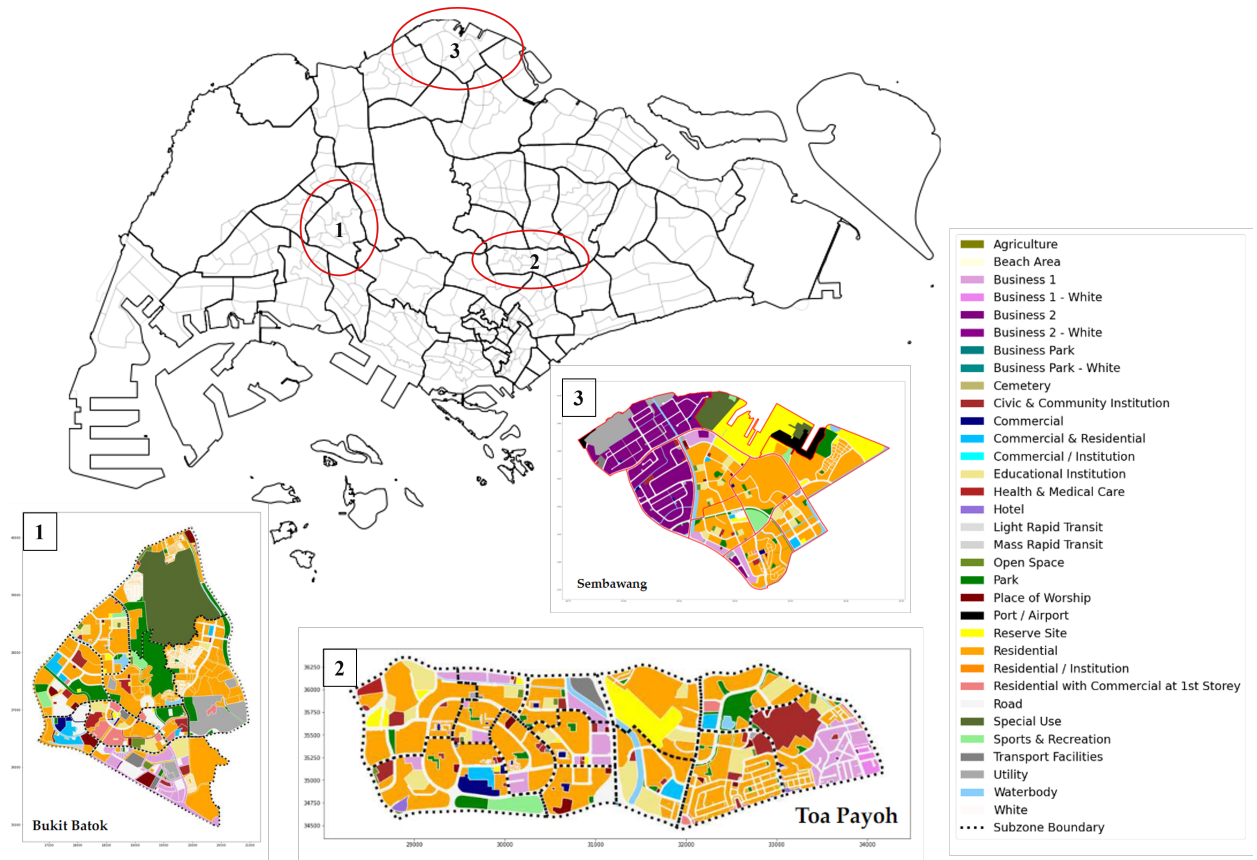 3
1
2
3
Sembawang
1
Bukit Batok
2
36250
36000
35750
35500
35250
35000
34750
34500
29000 30000 31000 32000 33000 34000
Toa Payoh
Agriculture
Beach Area
Business 1
Business 1 - White
Business 2
Business 2 - White
Business Park
Business Park - White
Cemetery
Civic & Community Institution
Commercial
Commercial & Residential
Commercial / Institution
Educational Institution
Health & Medical Care
Hotel
Light Rapid Transit
Mass Rapid Transit
Open Space
Park
Place of Worship
Port / Airport
Reserve Site
Residential
Residential / Institution
Residential with Commercial at 1st Storey
Road
Special Use
Sports & Recreation
Transport Facilities
Utility
Waterbody
White
Subzone Boundary